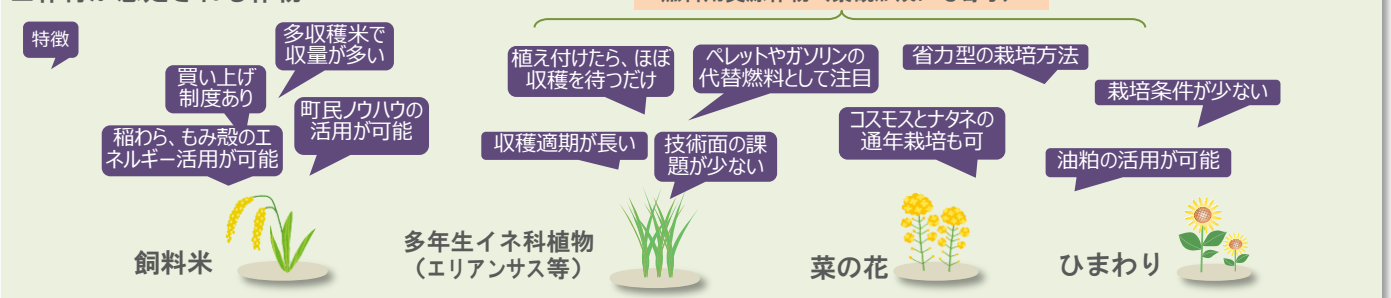 特徴
多収穫米で
収量が多い
買い上げ
制度あり
町民ノウハウの
活用が可能
稲わら、もみ殻のエ
ネルギー活用が可能
飼料米
植え付けたら、ほぼ
収穫を待つだけ
ペレットやガソリンの
代替燃料として注目
収穫適期が長い
技術面の課
題が少ない
多年生イネ科植物
（エリアンサス等）
省力型の栽培方法
コスモスとナタネの
通年栽培も可
菜の花
栽培条件が少ない
油粕の活用が可能
ひまわり